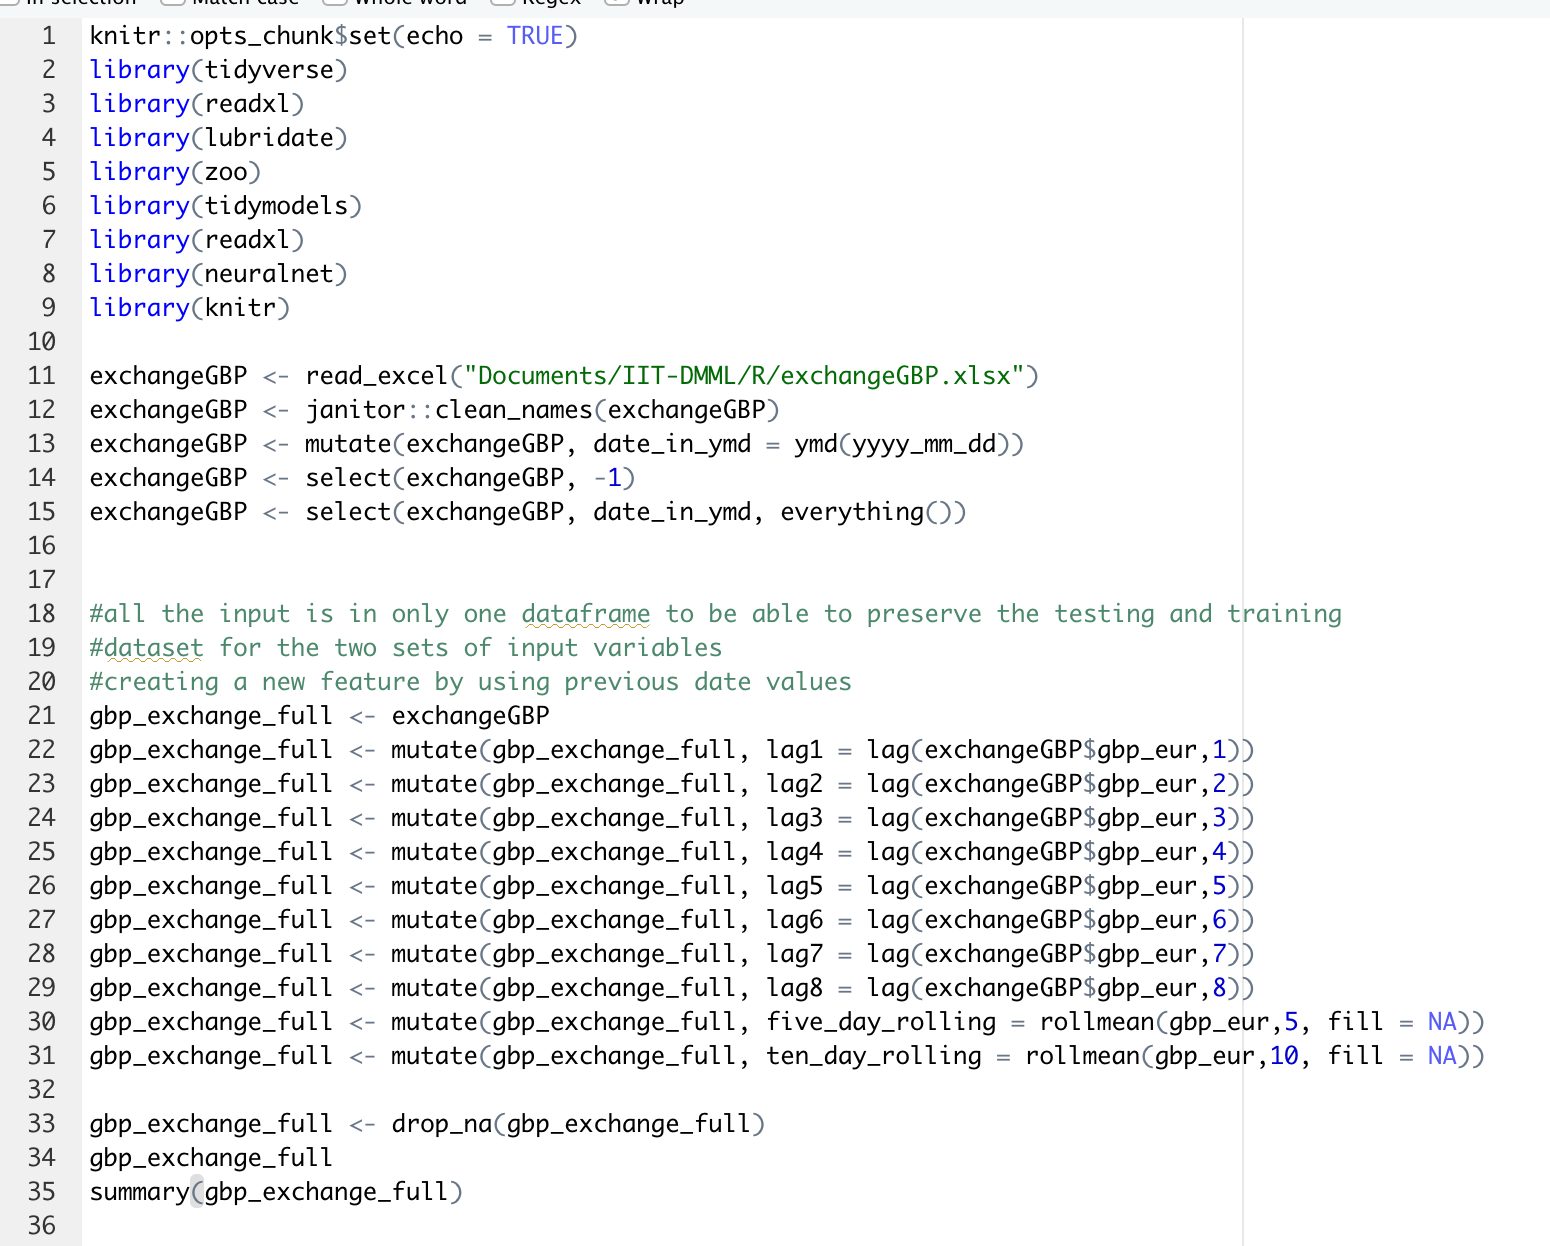 In selection Match case Whole word Regex Wrap
1 knitr::opts_chunk$set(echo = TRUE)
2 library(tidyverse)
3 library(readxl)
4 library(lubridate)
5 library(zoo)
6 library(tidymodels)
7 library(readxl)
8 library(neuralnet)
9 library(knitr)
10
11 exchangeGBP <- read_excel("Documents/IIT-DMML/R/exchangeGBP.xlsx")
12 exchangeGBP <- janitor::clean_names(exchangeGBP)
13 exchangeGBP <- mutate(exchangeGBP, date_in_ymd = ymd(yyyy_mm_dd))
14 exchangeGBP <- select(exchangeGBP, -1)
15 exchangeGBP <- select(exchangeGBP, date_in_ymd, everything())
16
17
18 #all the input is in only one dataframe to be able to preserve the testing and training
19 #dataset for the two sets of input variables
20 #creating a new feature by using previous date values
21 gbp_exchange_full <- exchangeGBP
22 gbp_exchange_full <- mutate(gbp_exchange_full, lag1 = lag(exchangeGBP$gbp_eur,1))
23 gbp_exchange_full <- mutate(gbp_exchange_full, lag2 = lag(exchangeGBP$gbp_eur,2))
24 gbp_exchange_full <- mutate(gbp_exchange_full, lag3 = lag(exchangeGBP$gbp_eur,3))
25 gbp_exchange_full <- mutate(gbp_exchange_full, lag4 = lag(exchangeGBP$gbp_eur,4))
26 gbp_exchange_full <- mutate(gbp_exchange_full, lag5 = lag(exchangeGBP$gbp_eur,5))
27 gbp_exchange_full <- mutate(gbp_exchange_full, lag6 = lag(exchangeGBP$gbp_eur,6))
28 gbp_exchange_full <- mutate(gbp_exchange_full, lag7 = lag(exchangeGBP$gbp_eur,7))
29 gbp_exchange_full <- mutate(gbp_exchange_full, lag8 = lag(exchangeGBP$gbp_eur,8))
30 gbp_exchange_full <- mutate(gbp_exchange_full, five_day_rolling = rollmean(gbp_eur,5, fill = NA))
31 gbp_exchange_full <- mutate(gbp_exchange_full, ten_day_rolling = rollmean(gbp_eur,10, fill = NA))
32
33 gbp_exchange_full <- drop_na(gbp_exchange_full)
34 gbp_exchange_full
35 summary(gbp_exchange_full)
36